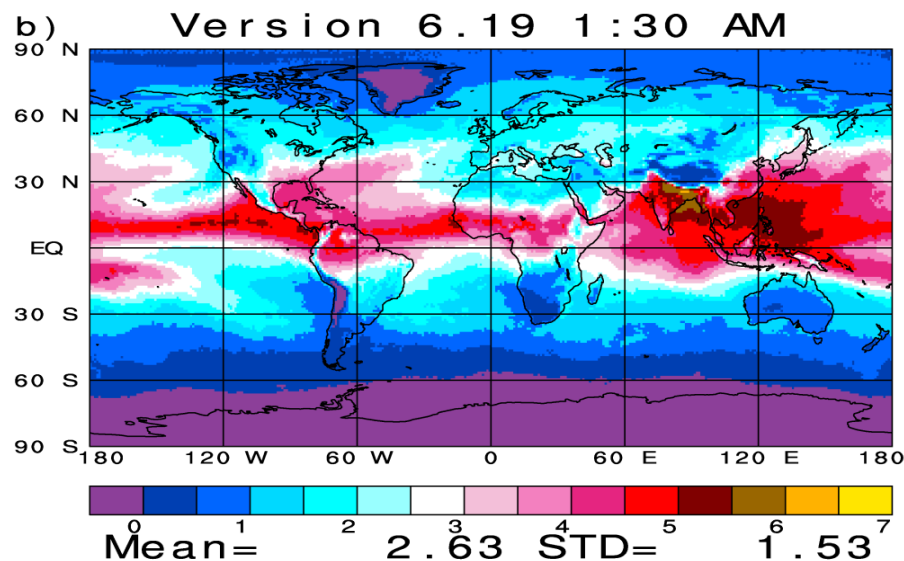 b) Version 6.19 1:30 AM
90 N
60 N
30 N
EQ
30 S
60 S
90 S
180 120 W 60 W 0 60 E 120 E 180
0 1 2 3 4 5 6 7
Mean= 2.63 STD= 1.53